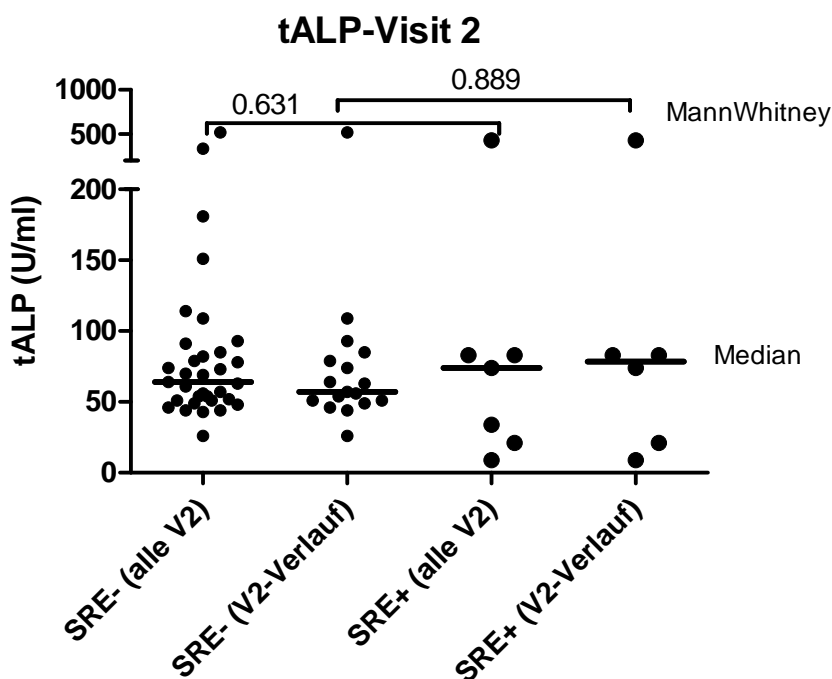 tALP-Visit 2
0.889
0.631
MannWhitney
1000
500
200
150
100
50
0
tALP (U/ml)
Median
SRE- (alle V2)
SRE- (V2-Verlauf)
SRE+ (alle V2)
SRE+ (V2-Verlauf)